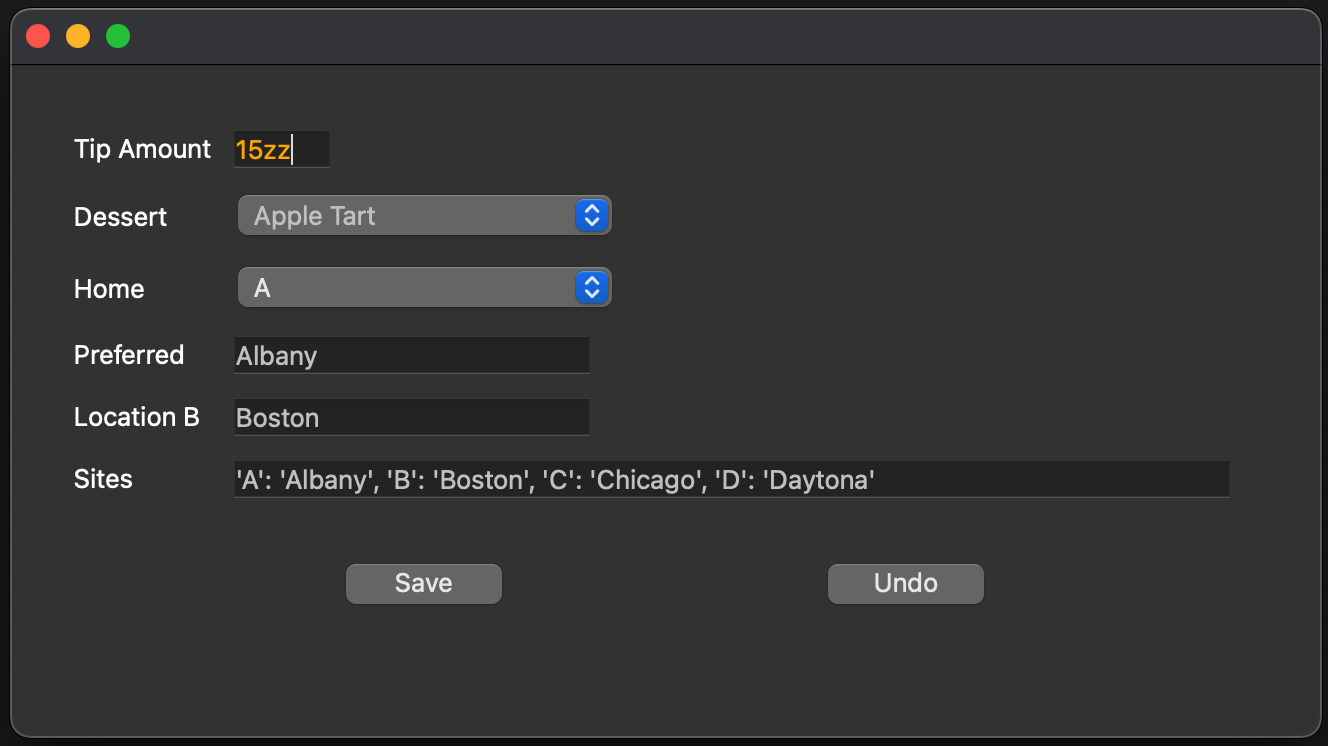 Tip Amount 15zz
Dessert Apple Tart
Home A
Preferred Albany
Location B Boston
Sites 'A': 'Albany', 'B': 'Boston', 'C': 'Chicago', 'D': 'Daytona'
Save Undo